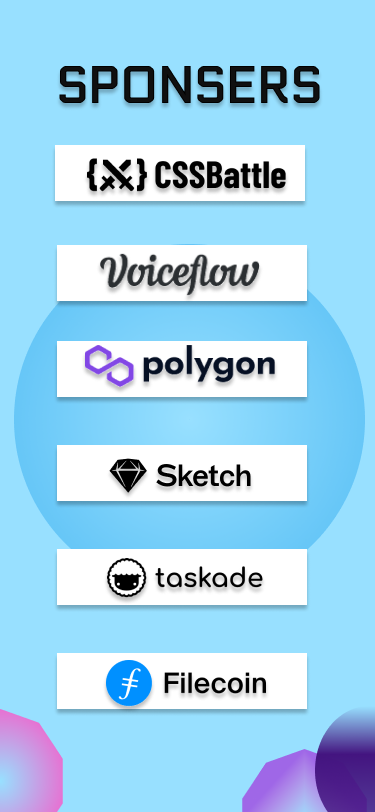 SPONSERS
{⚔} CSSBattle
Voiceflow
polygon
Sketch
taskade
Filecoin